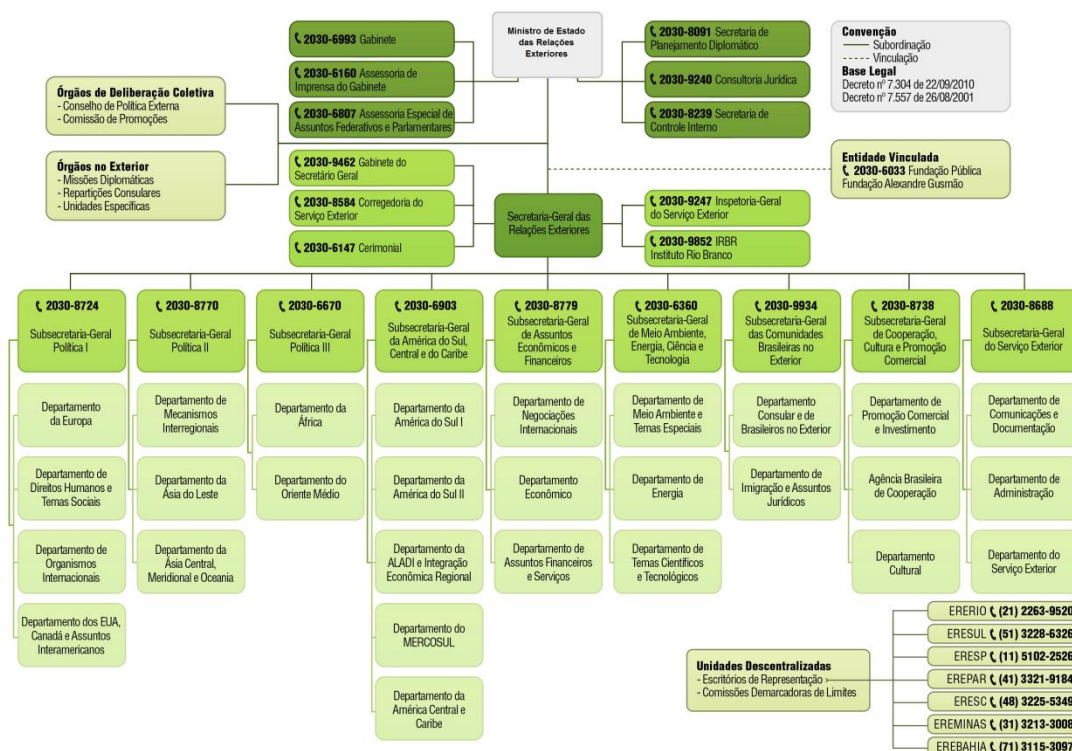 Ministro de Estado
das Relações
Exteriores
2030-6993 Gabinete
2030-6160 Assessoria de
Imprensa do Gabinete
2030-6807 Assessoria Especial de
Assuntos Federativos e Parlamentares
2030-8091 Secretaria de
Planejamento Diplomático
2030-9240 Consultoria Jurídica
2030-8239 Secretaria de
Controle Interno
Convenção
Subordinação
Vinculação
Base Legal
Decreto nº 7.304 de 22/09/2010
Decreto nº 7.557 de 26/08/2001
Órgãos de Deliberação Coletiva
- Conselho de Política Externa
- Comissão de Promoções
Órgãos no Exterior
- Missões Diplomáticas
- Repartições Consulares
- Unidades Específicas
Entidade Vinculada
2030-6033 Fundação Pública
Fundação Alexandre Gusmão
2030-9462 Gabinete do
Secretário Geral
2030-8584 Corregedoria do
Serviço Exterior
2030-6147 Cerimonial
Secretaria-Geral das
Relações Exteriores
2030-9247 Inspetoria-Geral
do Serviço Exterior
2030-9852 IRBR
Instituto Rio Branco
2030-8724
Subsecretaria-Geral
Política I
Departamento
da Europa
Departamento de
Direitos Humanos e
Temas Sociais
Departamento de
Organismos
Internacionais
Departamento dos EUA,
Canadá e Assuntos
Interamericanos
2030-8770
Subsecretaria-Geral
Política II
Departamento de
Mecanismos
Interregionais
Departamento da
Ásia do Leste
Departamento da
Ásia Central,
Meridional e Oceania
2030-6670
Subsecretaria-Geral
Política III
Departamento da
África
Departamento do
Oriente Médio
2030-6903
Subsecretaria-Geral
da América do Sul,
Central e do Caribe
Departamento da
América do Sul I
Departamento da
América do Sul II
Departamento da
ALADI e Integração
Econômica Regional
Departamento do
MERCOSUL
Departamento da
América Central e
Caribe
2030-8779
Subsecretaria-Geral
de Assuntos
Econômicos e
Financeiros
Departamento de
Negociações
Internacionais
Departamento
Econômico
Departamento de
Assuntos Financeiros
e Serviços
2030-6360
Subsecretaria-Geral
de Meio Ambiente,
Energia, Ciência e
Tecnologia
Departamento de
Meio Ambiente e
Temas Especiais
Departamento
de Energia
Departamento de
Temas Científicos
e Tecnológicos
2030-9934
Subsecretaria-Geral
das Comunidades
Brasileiras no
Exterior
Departamento
Consular e de
Brasileiros no Exterior
Departamento de
Imigração e Assuntos
Jurídicos
2030-8738
Subsecretaria-Geral
de Cooperação,
Cultura e Promoção
Comercial
Departamento de
Promoção Comercial
e Investimento
Agência Brasileira
de Cooperação
Departamento
Cultural
2030-8688
Subsecretaria-Geral
do Serviço Exterior
Departamento de
Comunicações e
Documentação
Departamento de
Administração
Departamento do
Serviço Exterior
Unidades Descentralizadas
- Escritórios de Representação
- Comissões Demarcadoras de Limites
ERERIO (21) 2263-9520
ERESUL (51) 3228-6326
ERESP (11) 5102-2526
EREPAR (41) 3321-9184
ERESC (48) 3225-5349
EREMINAS (31) 3213-3008
EREBAHIA (71) 3115-3097